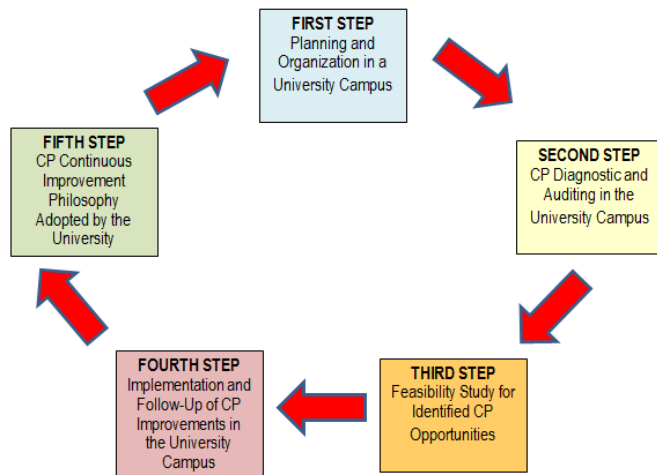 FIRST STEP
Planning and
Organization in a
University Campus
SECOND STEP
CP Diagnostic and
Auditing in the
University Campus
THIRD STEP
Feasibility Study for
Identified CP
Opportunities
FOURTH STEP
Implementation and
Follow-Up of CP
Improvements in
the University
Campus
FIFTH STEP
CP Continuous
Improvement
Philosophy
Adopted by the
University